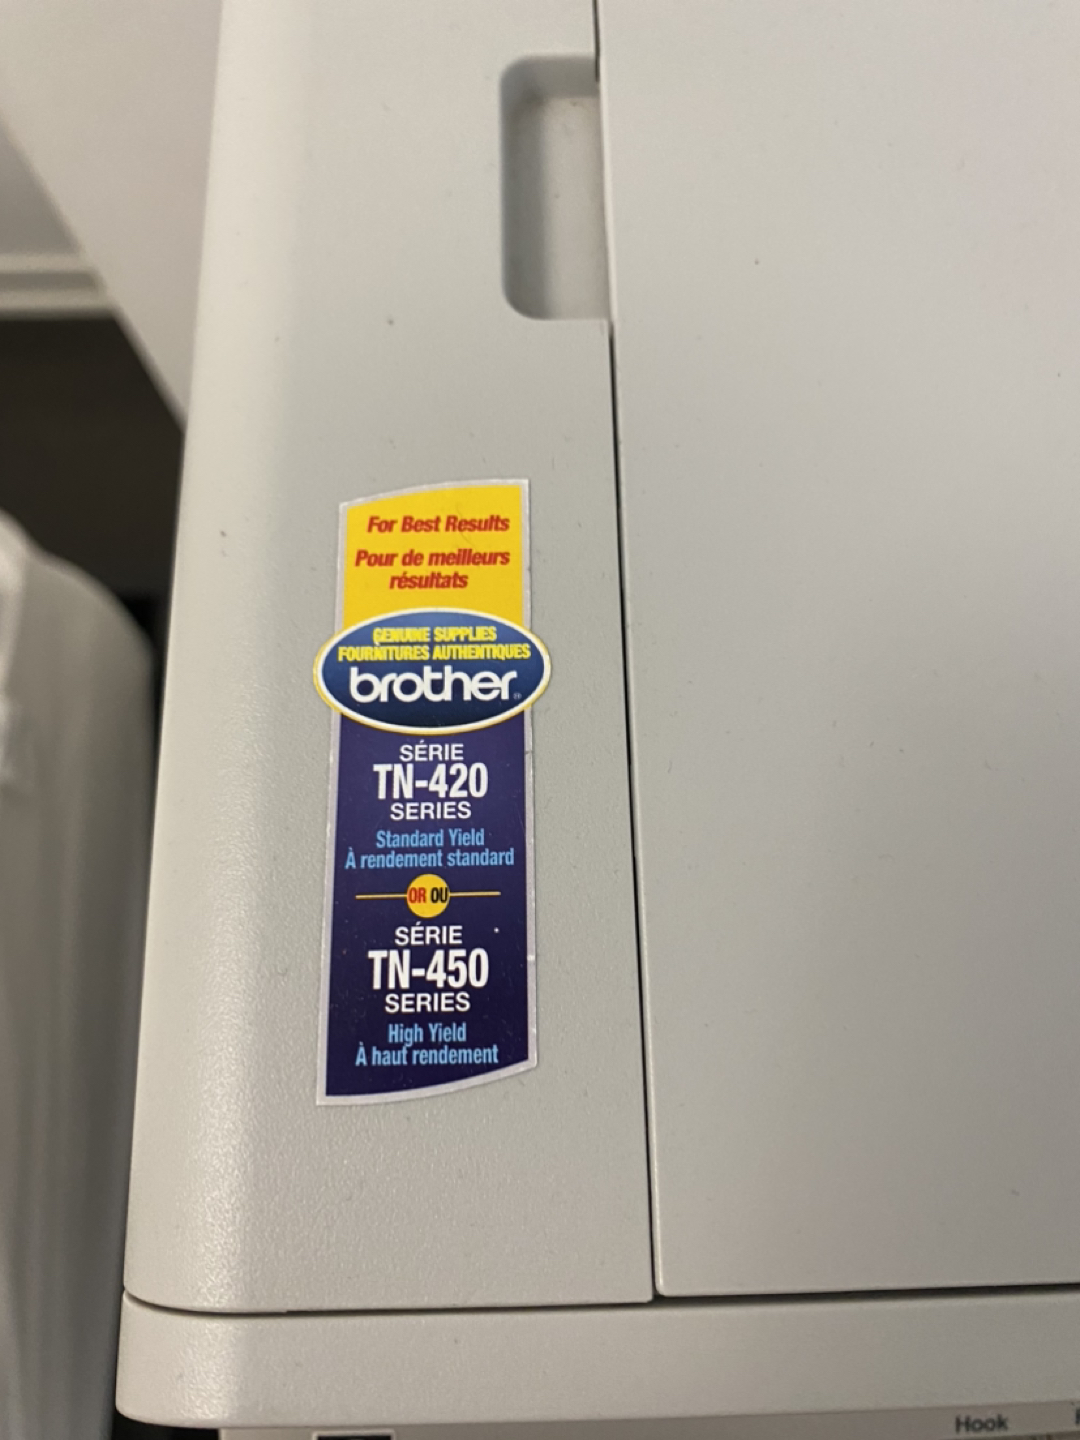 For Best Results
Pour de meilleurs
résultats
GENUINE SUPPLIES
FOURNITURES AUTHENTIQUES
brother®
SÉRIE
TN-420
SERIES
Standard Yield
À rendement standard
OR OU
SÉRIE
TN-450
SERIES
High Yield
À haut rendement
Hook